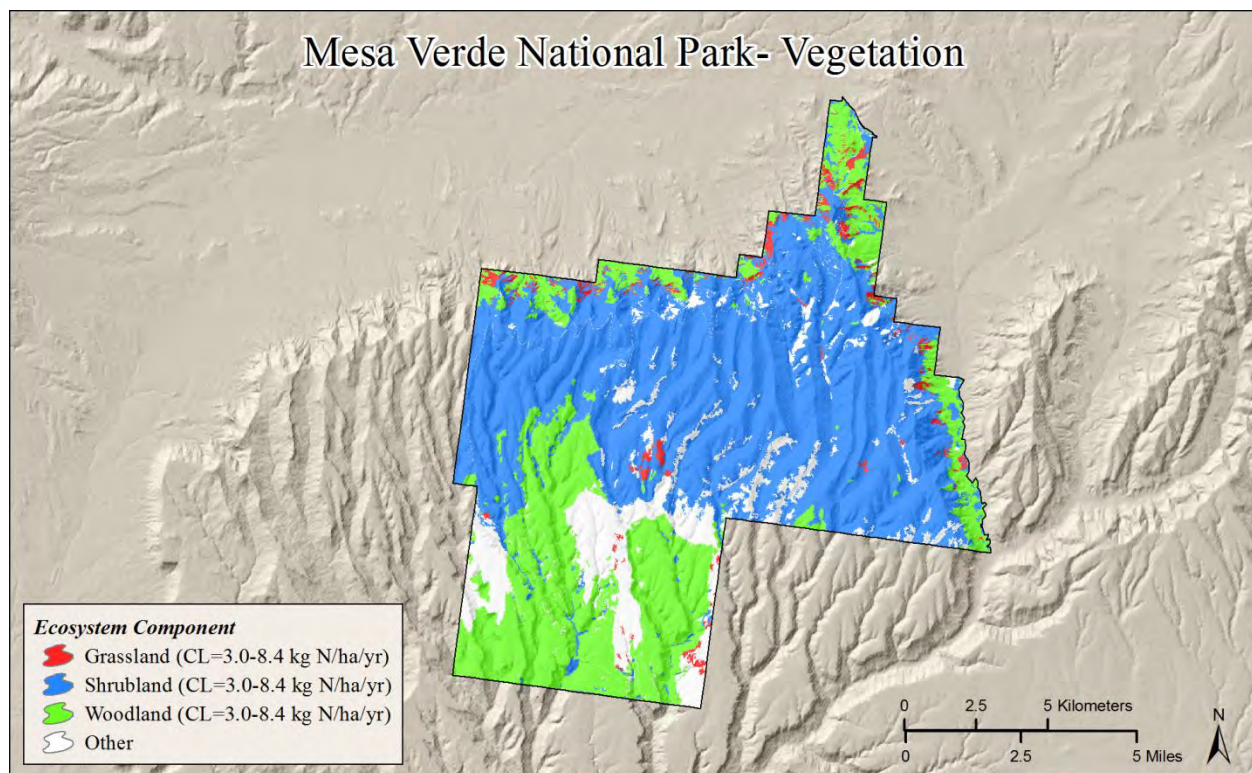 Mesa Verde National Park- Vegetation
Ecosystem Component
Grassland (CL=3.0-8.4 kg N/ha/yr)
Shrubland (CL=3.0-8.4 kg N/ha/yr)
Woodland (CL=3.0-8.4 kg N/ha/yr)
Other
0 2.5 5 Kilometers
0 2.5 5 Miles
N